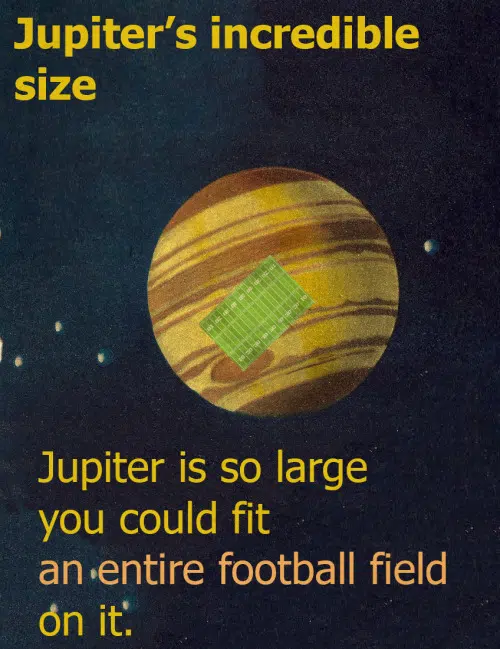 Jupiter’s incredible
size
Jupiter is so large
you could fit
an entire football field
on it.